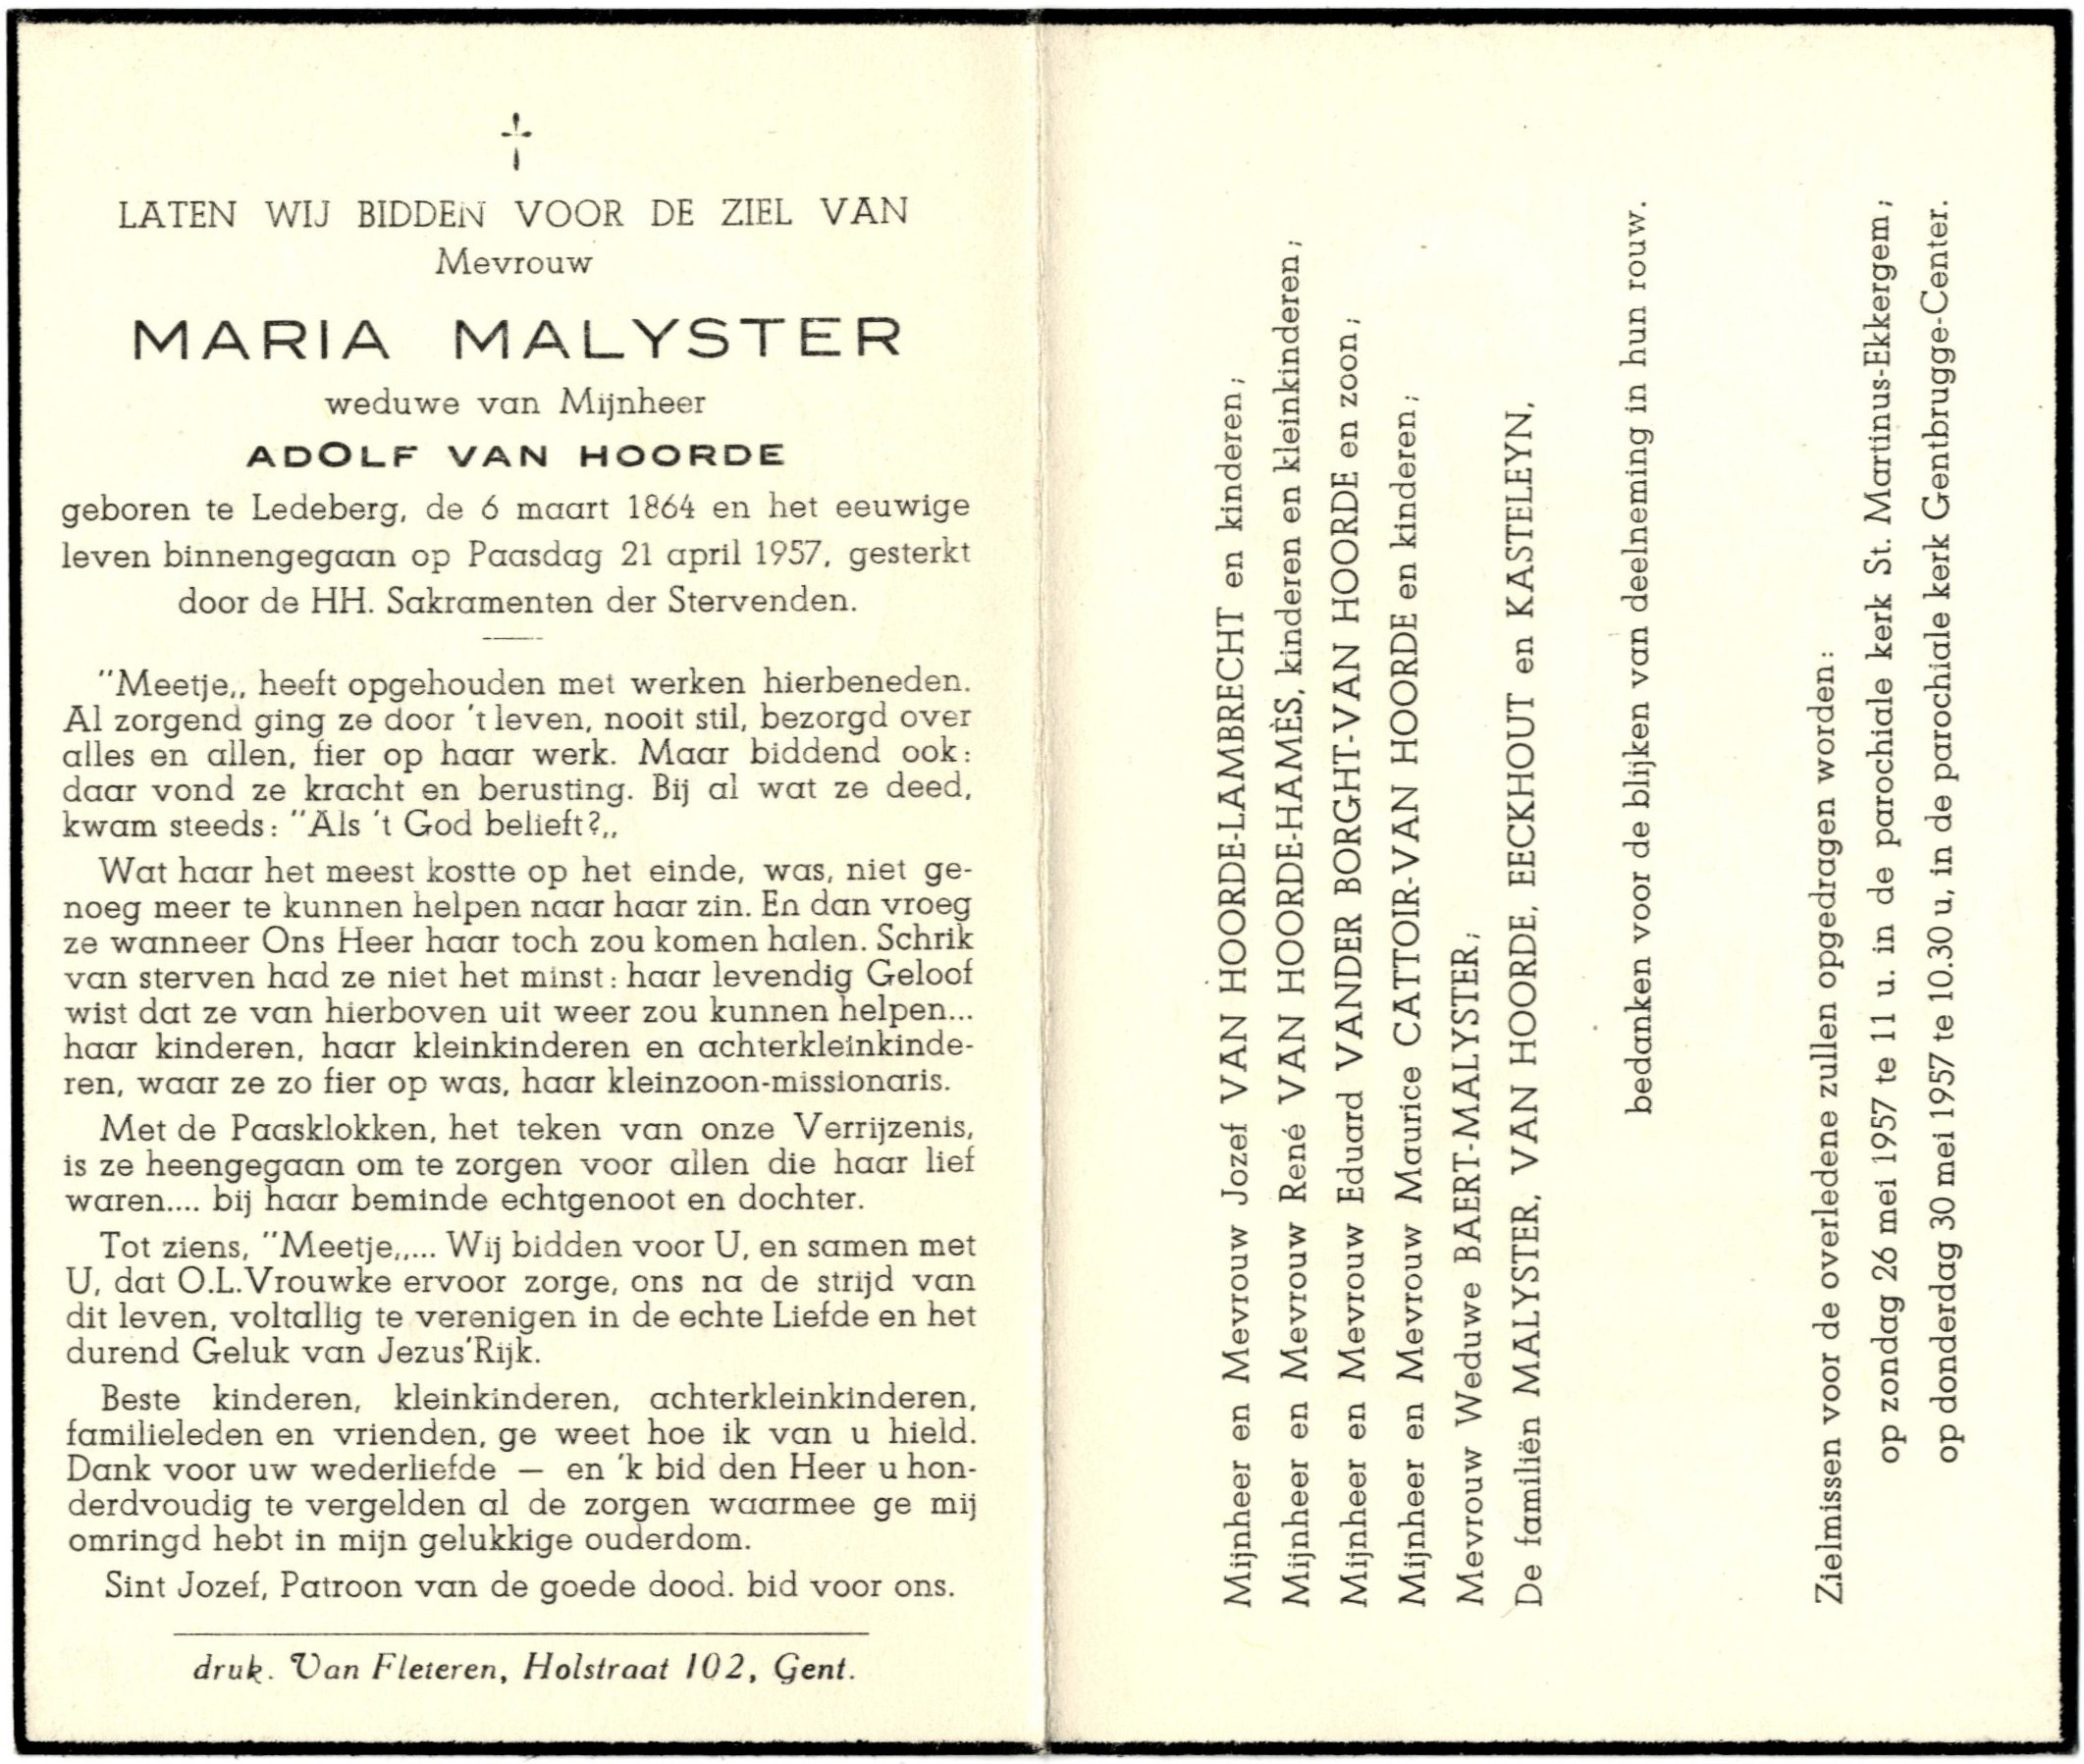 LATEN WIJ BIDDEN VOOR DE ZIEL VAN
Mevrouw
MARIA MALYSTER
weduwe van Mijnheer
ADOLF VAN HOORDE
geboren te Ledeberg, de 6 maart 1864 en het eeuwige
leven binnengegaan op Paasdag 21 april 1957, gesterkt
door de HH. Sakramenten der Stervenden.
"Meetje,, heeft opgehouden met werken hierbeneden.
Al zorgend ging ze door 't leven, nooit stil, bezorgd over
alles en allen, fier op haar werk. Maar biddend ook:
daar vond ze kracht en berusting. Bij al wat ze deed,
kwam steeds: "Als 't God belieft?,,
Wat haar het meest kostte op het einde, was, niet ge-
noeg meer te kunnen helpen naar haar zin. En dan vroeg
ze wanneer Ons Heer haar toch zou komen halen. Schrik
van sterven had ze niet het minst: haar levendig Geloof
wist dat ze van hierboven uit weer zou kunnen helpen...
haar kinderen, haar kleinkinderen en achterkleinkinde-
ren, waar ze zo fier op was, haar kleinzoon-missionaris.
Met de Paasklokken, het teken van onze Verrijzenis,
is ze heengegaan om te zorgen voor allen die haar lief
waren.... bij haar beminde echtgenoot en dochter.
Tot ziens, "Meetje,,... Wij bidden voor U, en samen met
U, dat O.L.Vrouwke ervoor zorge, ons na de strijd van
dit leven, voltallig te verenigen in de echte Liefde en het
durend Geluk van Jezus'Rijk.
Beste kinderen, kleinkinderen, achterkleinkinderen,
familieleden en vrienden, ge weet hoe ik van u hield.
Dank voor uw wederliefde — en 'k bid den Heer u hon-
derdvoudig te vergelden al de zorgen waarmee ge mij
omringd hebt in mijn gelukkige ouderdom.
Sint Jozef, Patroon van de goede dood. bid voor ons.
druk. Van Fleteren, Holstraat 102, Gent.
Mijnheer en Mevrouw Jozef VAN HOORDE-LAMBRECHT en kinderen;
Mijnheer en Mevrouw René VAN HOORDE-HAMÈS, kinderen en kleinkinderen;
Mijnheer en Mevrouw Eduard VANDER BORGHT-VAN HOORDE en zoon;
Mijnheer en Mevrouw Maurice CATTOIR-VAN HOORDE en kinderen;
Mevrouw Weduwe BAERT-MALYSTER;
De familiën MALYSTER, VAN HOORDE, EECKHOUT en KASTELEYN,
bedanken voor de blijken van deelneming in hun rouw.
Zielmissen voor de overledene zullen opgedragen worden:
op zondag 26 mei 1957 te 11 u. in de parochiale kerk St. Martinus-Ekkergem;
op donderdag 30 mei 1957 te 10.30 u, in de parochiale kerk Gentbrugge-Center.